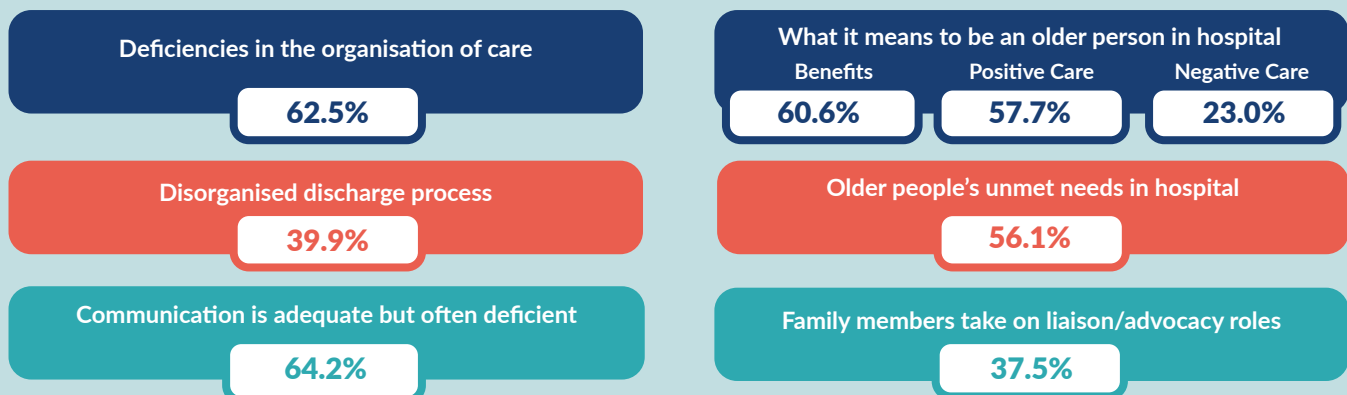 Deficiencies in the organisation of care
62.5%
What it means to be an older person in hospital
Benefits Positive Care Negative Care
60.6% 57.7% 23.0%
Disorganised discharge process
39.9%
Older people’s unmet needs in hospital
56.1%
Communication is adequate but often deficient
64.2%
Family members take on liaison/advocacy roles
37.5%